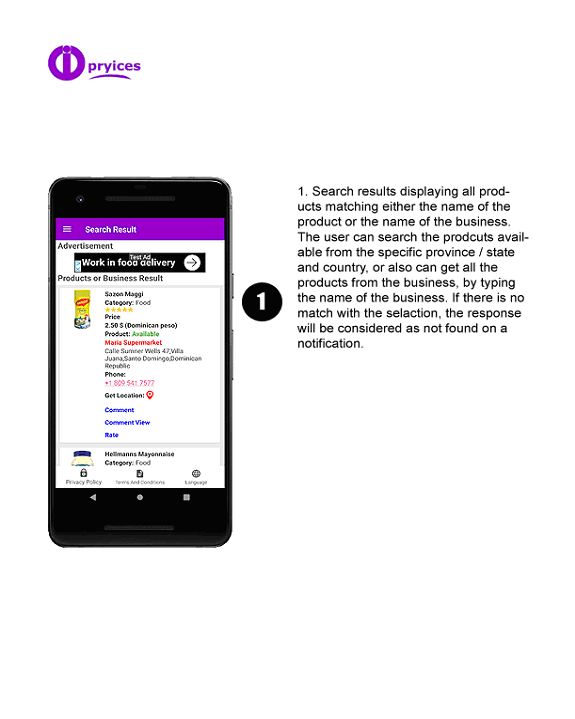 pryices
Search Result
Advertisement
Test Ad
Work in food delivery
Products or Business Result
Sazon Maggi
Category: Food
Price
2.50 $ (Dominican peso)
Product: Available
Maria Supermarket
Calle Sumner Wells 47,Villa
Juana,Santo Domingo,Dominican
Republic
Phone:
+1 809 541 7577
Get Location:
Comment
Comment View
Rate
Hellmanns Mayonnaise
Category: Food
Privacy Policy
Terms And Conditions
Language
1
1. Search results displaying all prod-
ucts matching either the name of the
product or the name of the business.
The user can search the prodcuts avail-
able from the specific province / state
and country, or also can get all the
products from the business, by typing
the name of the business. If there is no
match with the selaction, the response
will be considered as not found on a
notification.